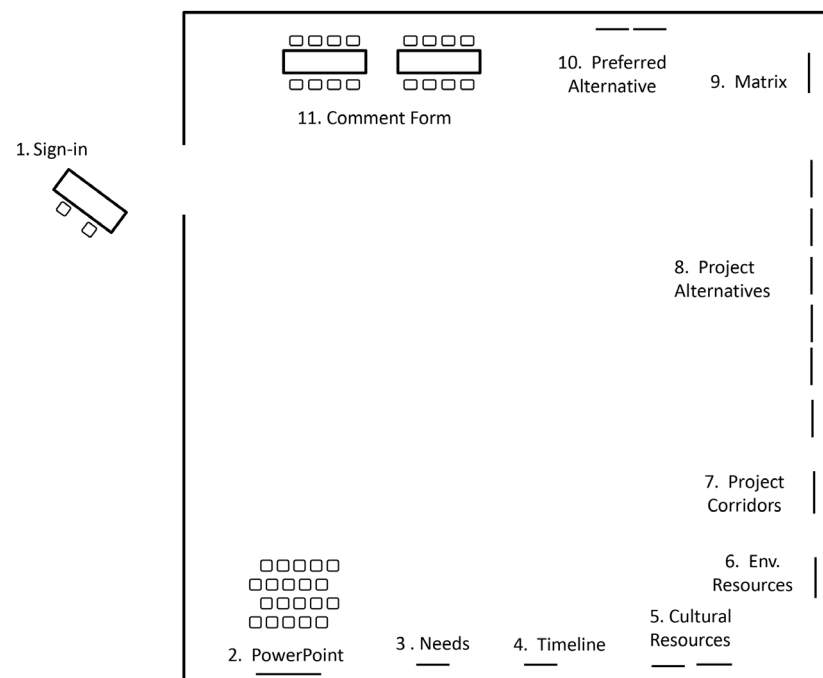 1. Sign-in
2. PowerPoint
3 . Needs
4. Timeline
5. Cultural
Resources
6. Env.
Resources
7. Project
Corridors
8. Project
Alternatives
9. Matrix
10. Preferred
Alternative
11. Comment Form